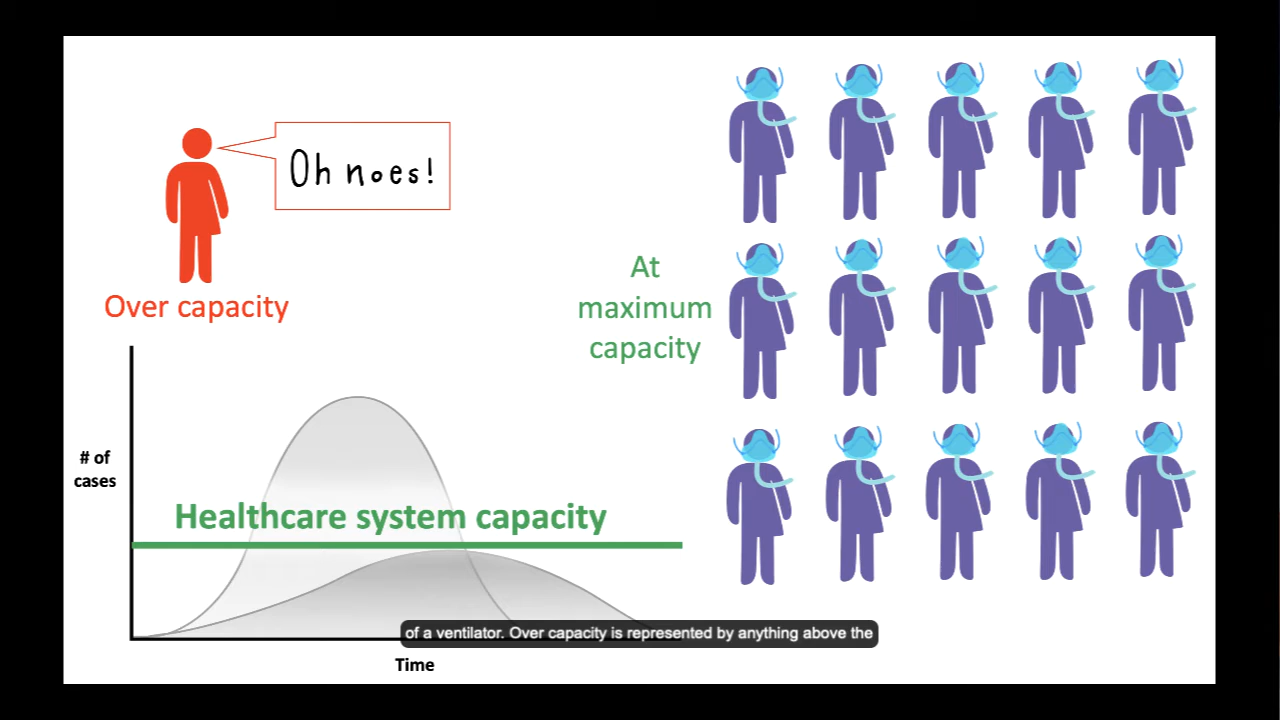 Oh noes!
Over capacity
At
maximum
capacity
# of
cases
Healthcare system capacity
of a ventilator. Over capacity is represented by anything above the
Time